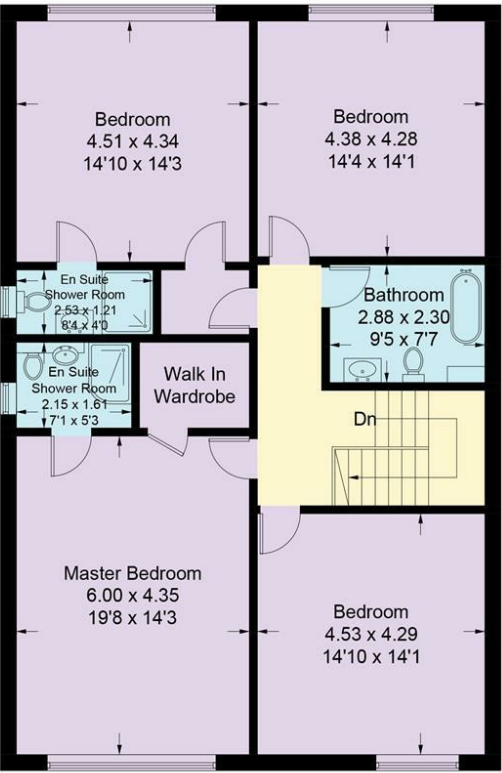 Bedroom
4.51 x 4.34
14'10 x 14'3
Bedroom
4.38 x 4.28
14'4 x 14'1
En Suite
Shower Room
2.53 x 1.21
8'4 x 4'0
Bathroom
2.88 x 2.30
9'5 x 7'7
En Suite
Shower Room
2.15 x 1.61
7'1 x 5'3
Walk In
Wardrobe
Dn
Master Bedroom
6.00 x 4.35
19'8 x 14'3
Bedroom
4.53 x 4.29
14'10 x 14'1